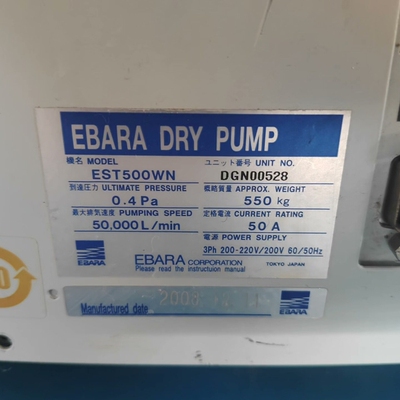 EBARA DRY PUMP
機名 MODEL
EST500WN
ユニット番号 UNIT NO.
DGN00528
到達圧力 ULTIMATE PRESSURE
0.4 Pa
概略質量 APPROX. WEIGHT
550 kg
最大排気速度 PUMPING SPEED
50,000 L/min
定格電流 CURRENT RATING
50 A
電源 POWER SUPPLY
3Ph 200-220V/200V 60/50Hz
EBARA
EBARA CORPORATION
TOKYO JAPAN
Please read the instructuion manual
Manufactured date
EBARA